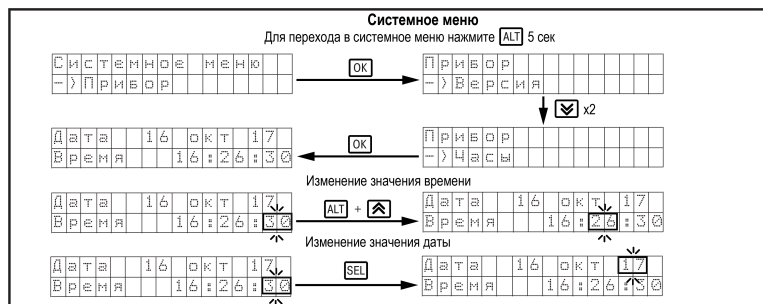 Системное меню
Для перехода в системное меню нажмите ALT 5 сек
Системное меню
->Прибор
OK
Прибор
->Версия
x2
Дата 16 окт 17
Время 16:26:30
OK
Прибор
->Часы
Изменение значения времени
Дата 16 окт 17
Время 16:26:30
ALT +
Дата 16 окт 17
Время 16:26:30
Изменение значения даты
Дата 16 окт 17
Время 16:26:30
SEL
Дата 16 окт 17
Время 16:26:30